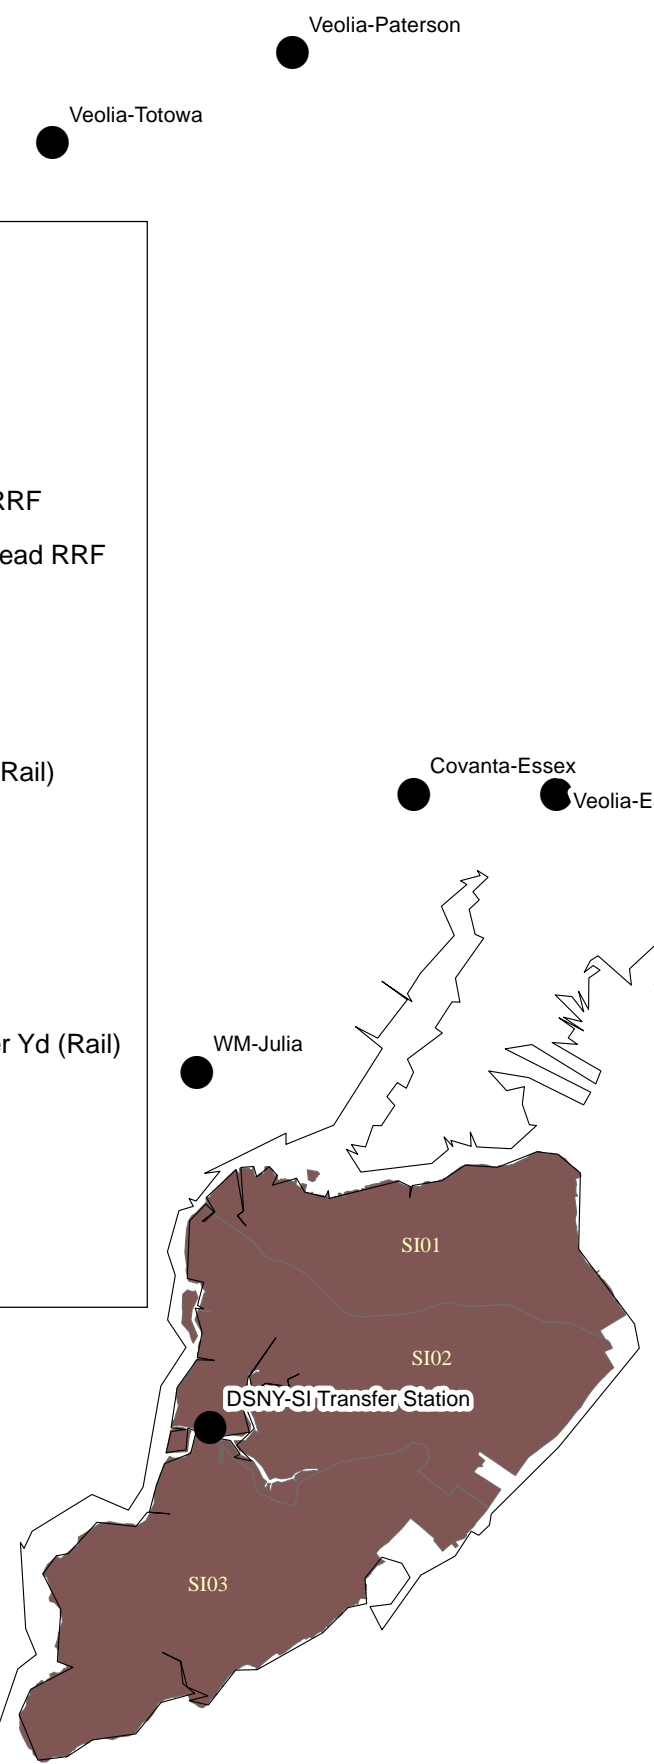 Veolia-Paterson
Veolia-Totowa
RRF
ead RRF
Rail)
Covanta-Essex
Veolia-E
er Yd (Rail)
WM-Julia
SI01
SI02
DSNY-SI Transfer Station
SI03